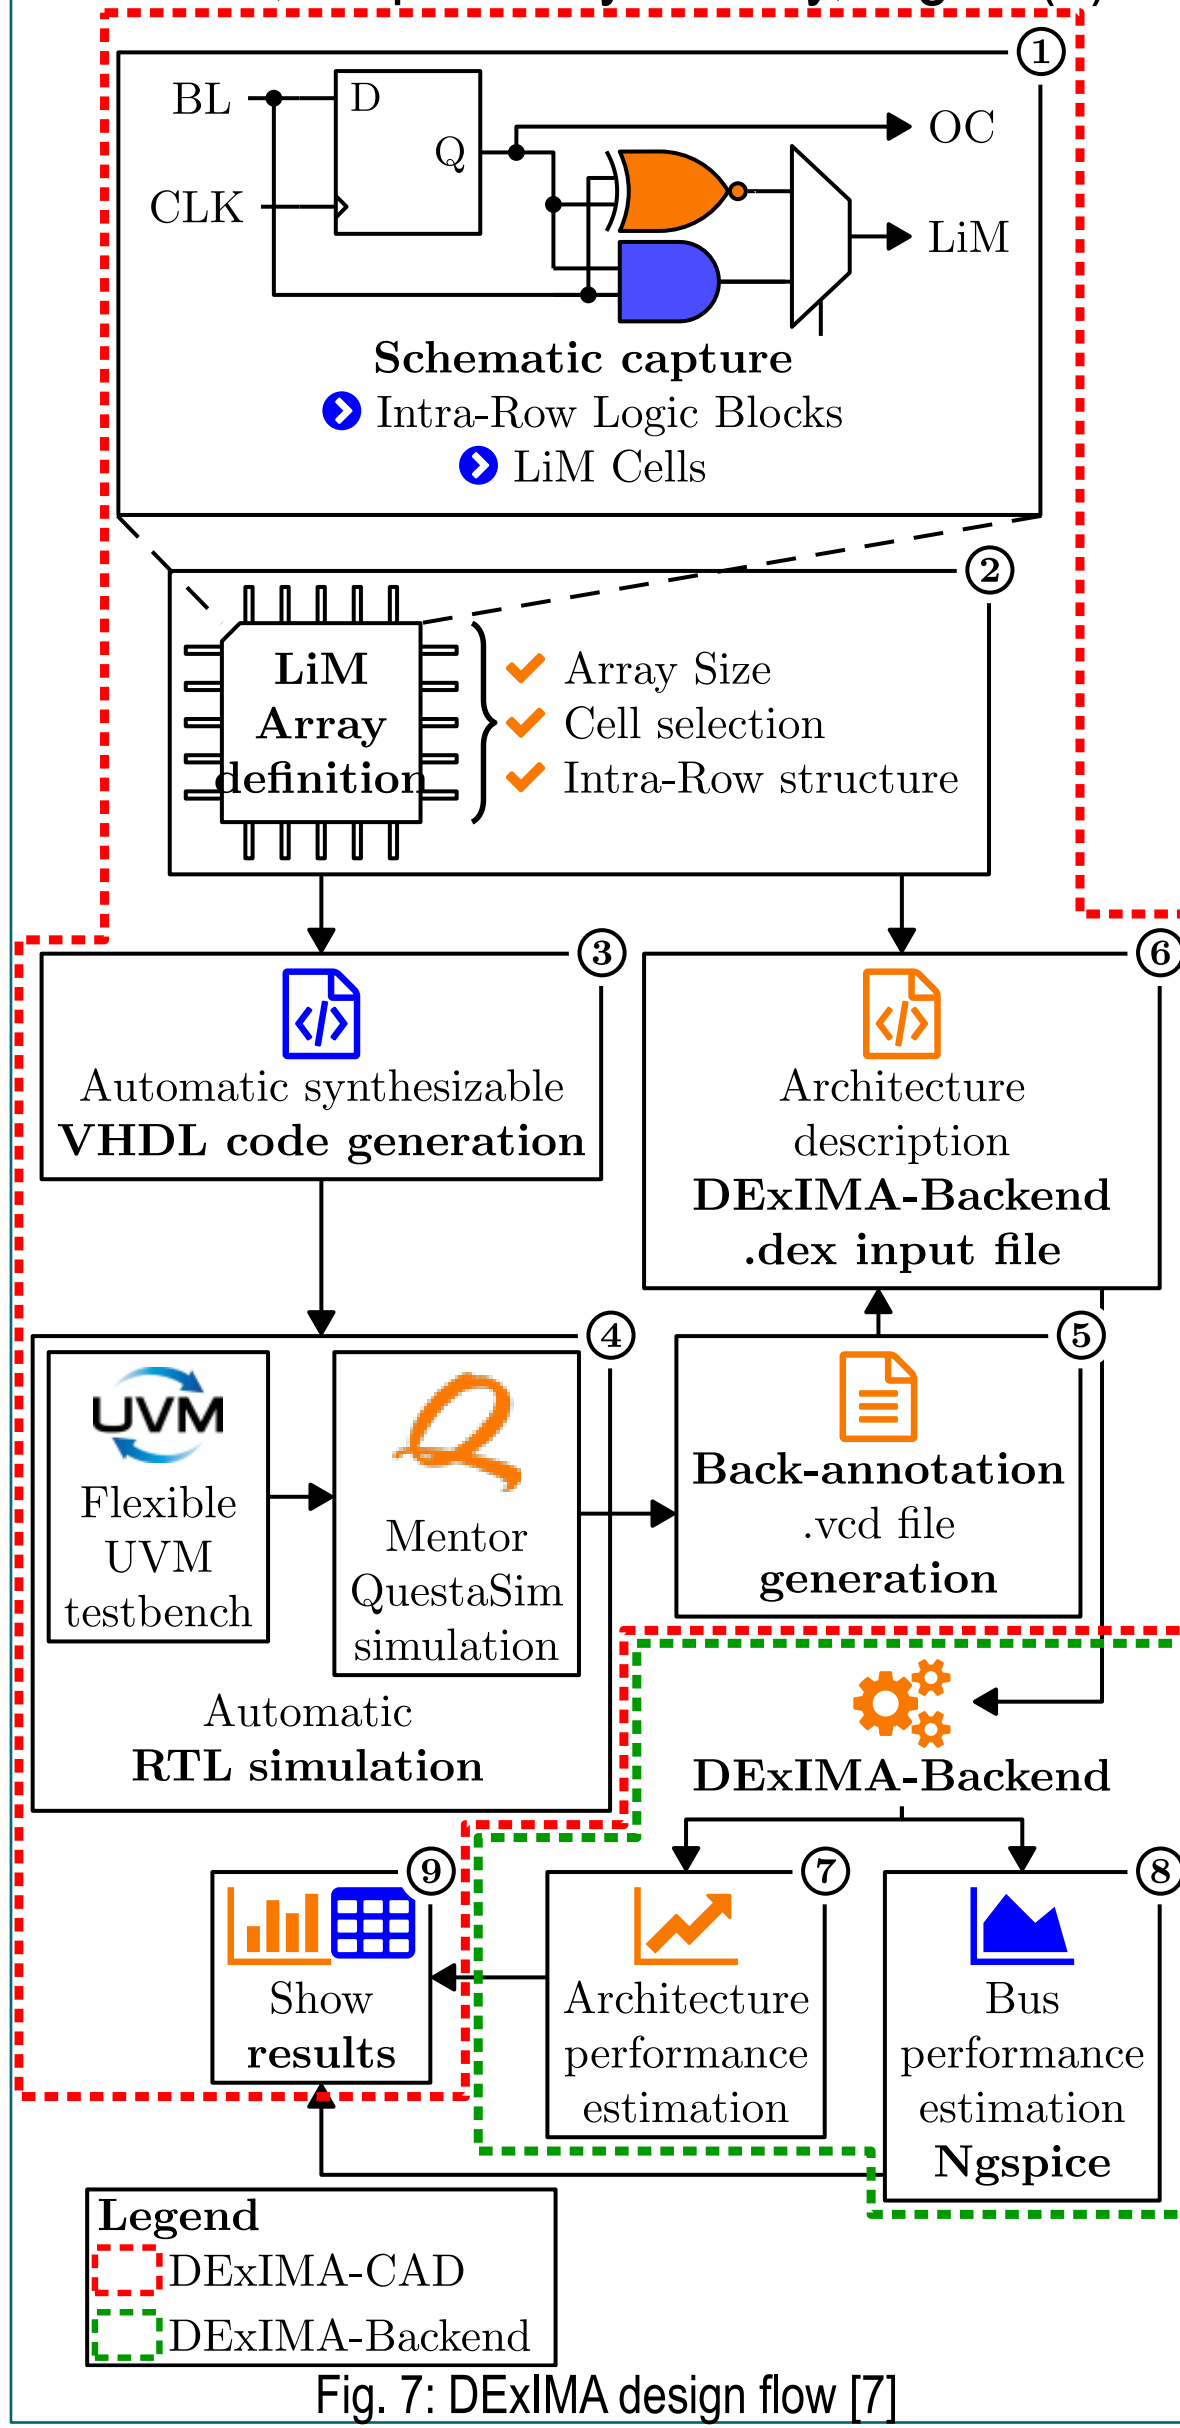 1
BL
D
Q
OC
CLK
LiM
Schematic capture
Intra-Row Logic Blocks
LiM Cells
2
LiM
Array
definition
Array Size
Cell selection
Intra-Row structure
3
Automatic synthesizable
VHDL code generation
6
Architecture
description
DExIMA-Backend
.dex input file
4
UVM
Flexible
UVM
testbench
Mentor
QuestaSim
simulation
Automatic
RTL simulation
5
Back-annotation
.vcd file
generation
DExIMA-Backend
9
Show
results
7
Architecture
performance
estimation
8
Bus
performance
estimation
Ngspice
Legend
DExIMA-CAD
DExIMA-Backend
Fig. 7: DExIMA design flow [7]